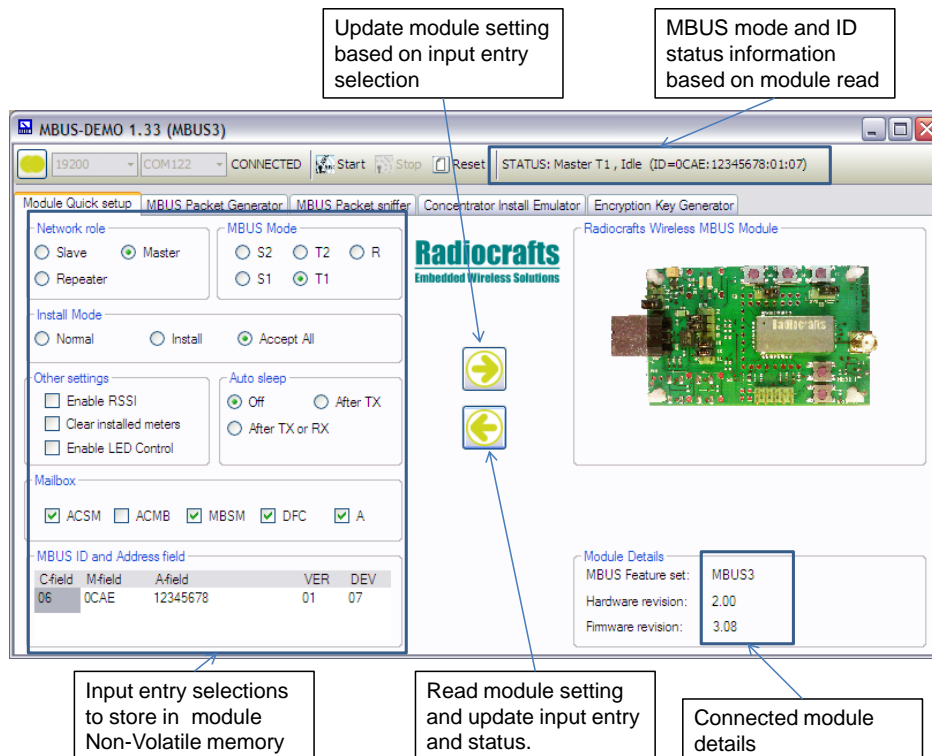 Update module setting
based on input entry
selection
MBUS mode and ID
status information
based on module read
MBUS-DEMO 1.33 (MBUS3)
19200 COM122 CONNECTED Start Stop Reset STATUS: Master T1 , Idle (ID=0CAE:12345678:01:07)
Module Quick setup MBUS Packet Generator MBUS Packet sniffer Concentrator Install Emulator Encryption Key Generator
Network role
Slave Master
Repeater
MBUS Mode
S2 T2 R
S1 T1
Install Mode
Normal Install Accept All
Other settings
Enable RSSI
Clear installed meters
Enable LED Control
Auto sleep
Off After TX
After TX or RX
Mailbox
ACSM ACMB MBSM DFC A
MBUS ID and Address field
C-field M-field A-field VER DEV
06 0CAE 12345678 01 07
Radiocrafts
Embedded Wireless Solutions
Radiocrafts Wireless MBUS Module
Radiocrafts
Module Details
MBUS Feature set: MBUS3
Hardware revision: 2.00
Firmware revision: 3.08
Input entry selections
to store in module
Non-Volatile memory
Read module setting
and update input entry
and status.
Connected module
details